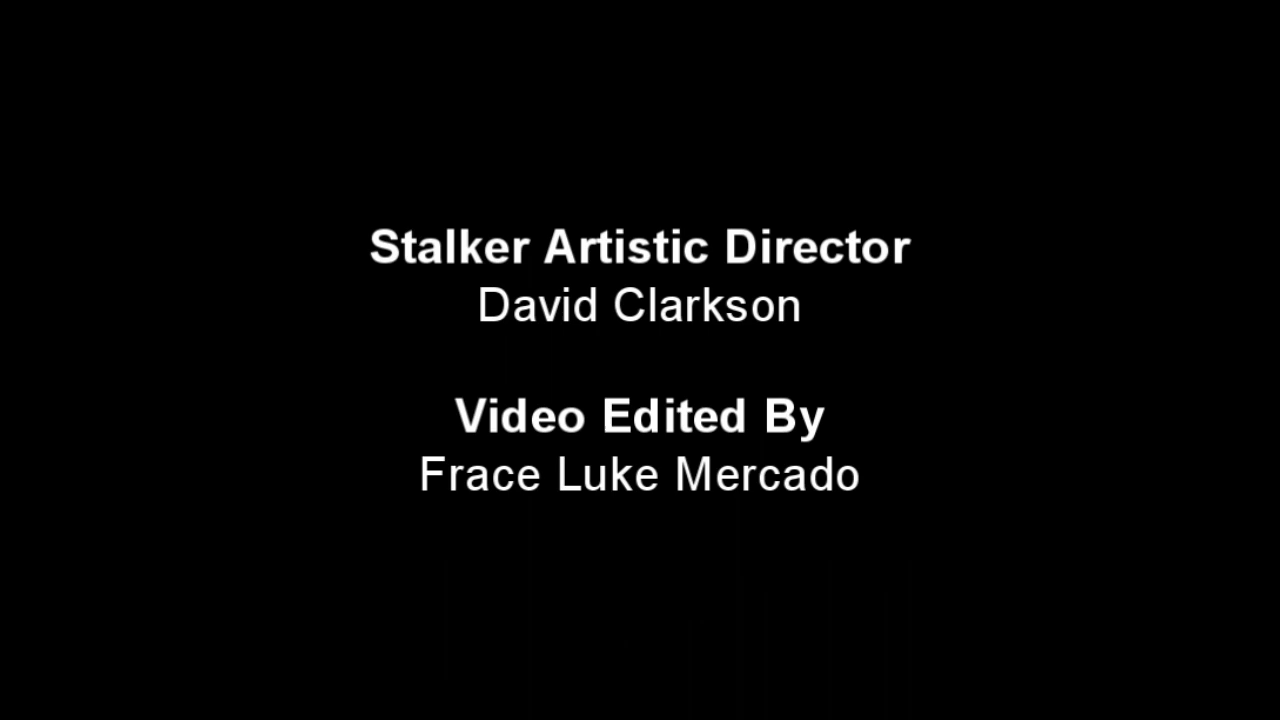 Stalker Artistic Director
David Clarkson
Video Edited By
Frace Luke Mercado